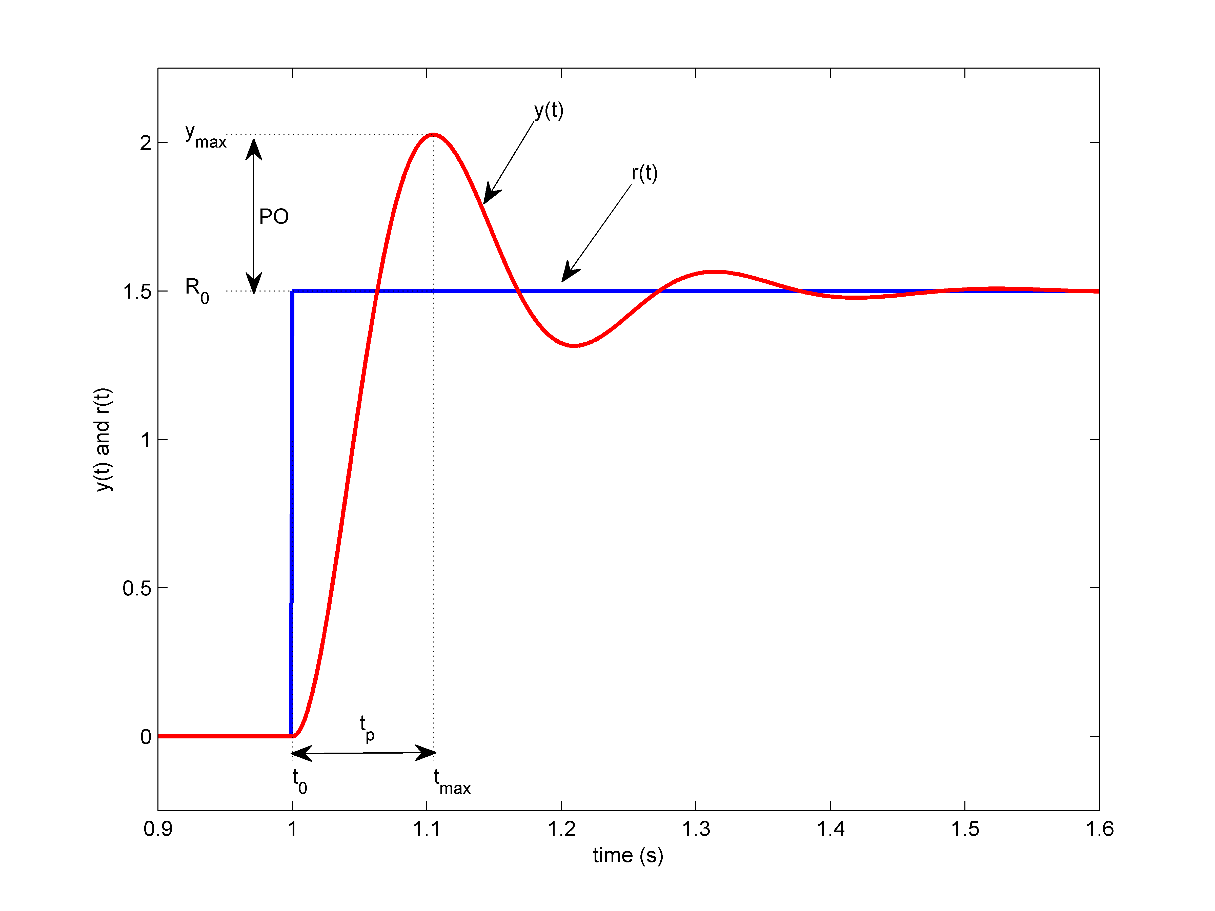 y(t)
2
y_max
r(t)
PO
R_0
1.5
1
y(t) and r(t)
0.5
0
t_p
t_0
t_max
0.9
1
1.1
1.2
1.3
1.4
1.5
1.6
time (s)